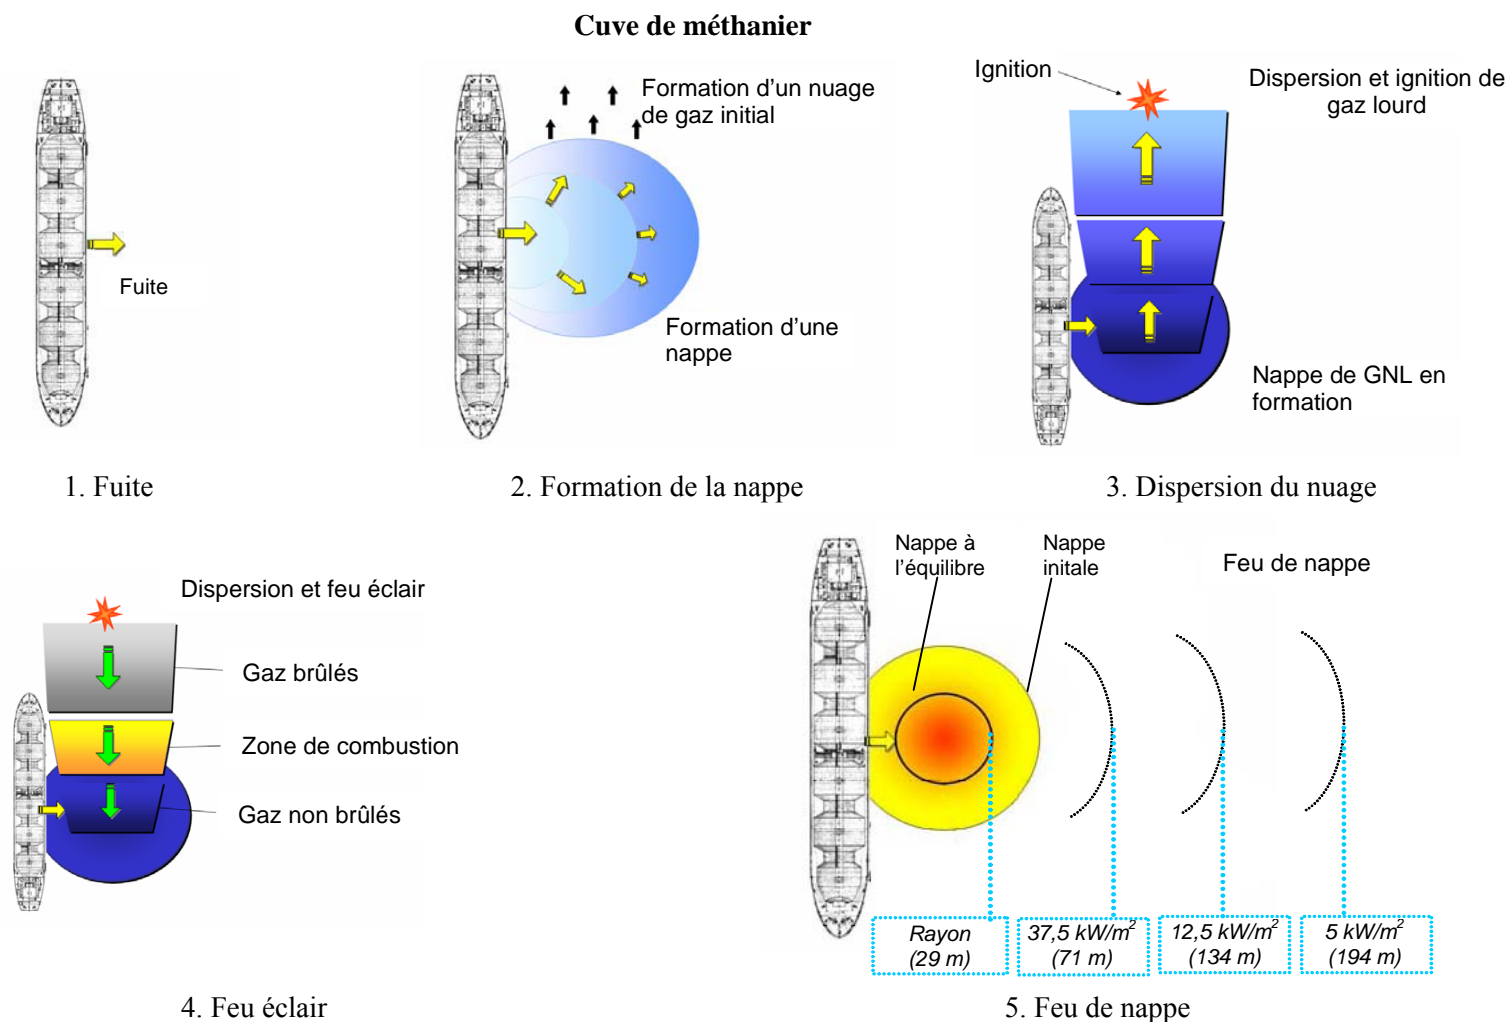 Cuve de méthanier
Fuite
1. Fuite
Formation d'un nuage
de gaz initial
Formation d'une
nappe
2. Formation de la nappe
Ignition
Dispersion et ignition de
gaz lourd
Nappe de GNL en
formation
3. Dispersion du nuage
Dispersion et feu éclair
Gaz brûlés
Zone de combustion
Gaz non brûlés
4. Feu éclair
Nappe à
l'équilibre
Nappe
initale
Feu de nappe
Rayon
(29 m)
37,5 kW/m²
(71 m)
12,5 kW/m²
(134 m)
5 kW/m²
(194 m)
5. Feu de nappe